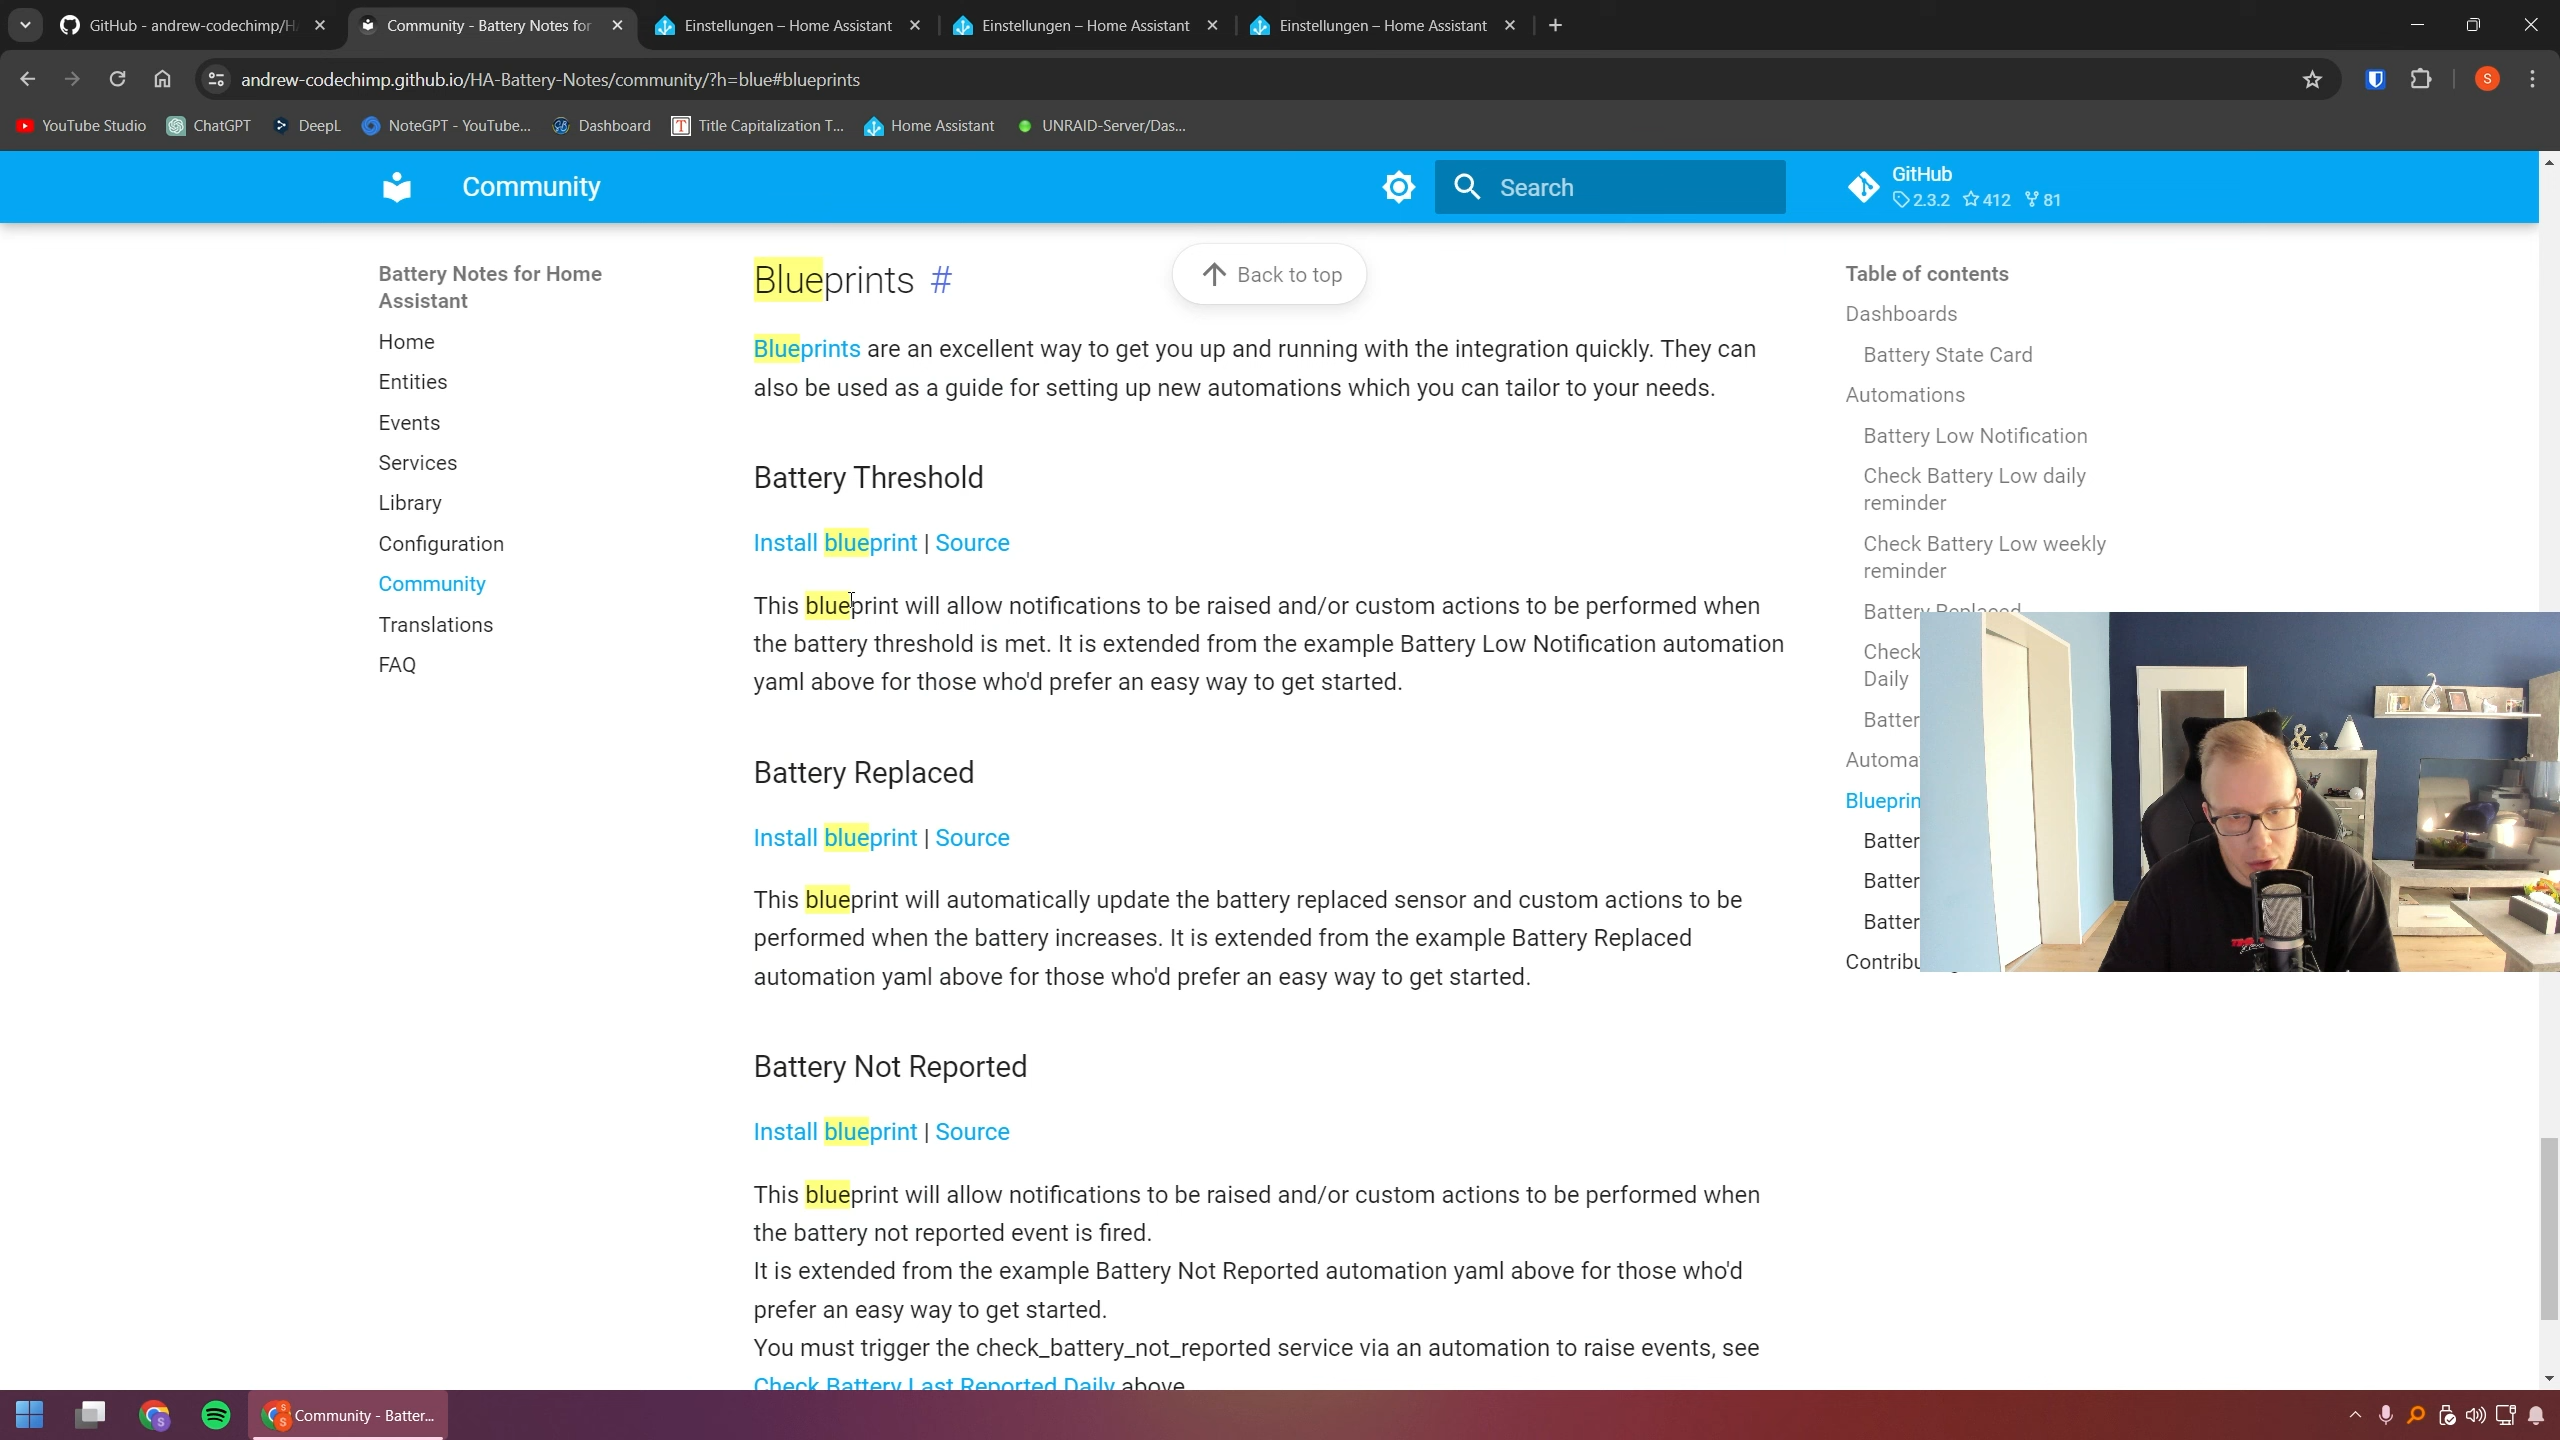 GitHub - andrew-codechimp/HA
Community - Battery Notes for
Einstellungen – Home Assistant
Einstellungen – Home Assistant
Einstellungen – Home Assistant
andrew-codechimp.github.io/HA-Battery-Notes/community/?h=blue#blueprints
S
YouTube Studio
ChatGPT
DeepL
NoteGPT - YouTube...
Dashboard
Title Capitalization T...
Home Assistant
UNRAID-Server/Das...
Community
Search
GitHub
2.3.2 412 81
Battery Notes for Home
Assistant
Home
Entities
Events
Services
Library
Configuration
Community
Translations
FAQ
Blueprints #
Back to top
Blueprints are an excellent way to get you up and running with the integration quickly. They can
also be used as a guide for setting up new automations which you can tailor to your needs.
Battery Threshold
Install blueprint | Source
This blueprint will allow notifications to be raised and/or custom actions to be performed when
the battery threshold is met. It is extended from the example Battery Low Notification automation
yaml above for those who'd prefer an easy way to get started.
Battery Replaced
Install blueprint | Source
This blueprint will automatically update the battery replaced sensor and custom actions to be
performed when the battery increases. It is extended from the example Battery Replaced
automation yaml above for those who'd prefer an easy way to get started.
Battery Not Reported
Install blueprint | Source
This blueprint will allow notifications to be raised and/or custom actions to be performed when
the battery not reported event is fired.
It is extended from the example Battery Not Reported automation yaml above for those who'd
prefer an easy way to get started.
You must trigger the check_battery_not_reported service via an automation to raise events, see
Check Battery Last Reported Daily above
Table of contents
Dashboards
Battery State Card
Automations
Battery Low Notification
Check Battery Low daily
reminder
Check Battery Low weekly
reminder
Battery Replaced
Check
Daily
Batter
Automa
Blueprin
Batter
Batter
Batter
Contribu
&
Community - Batter...